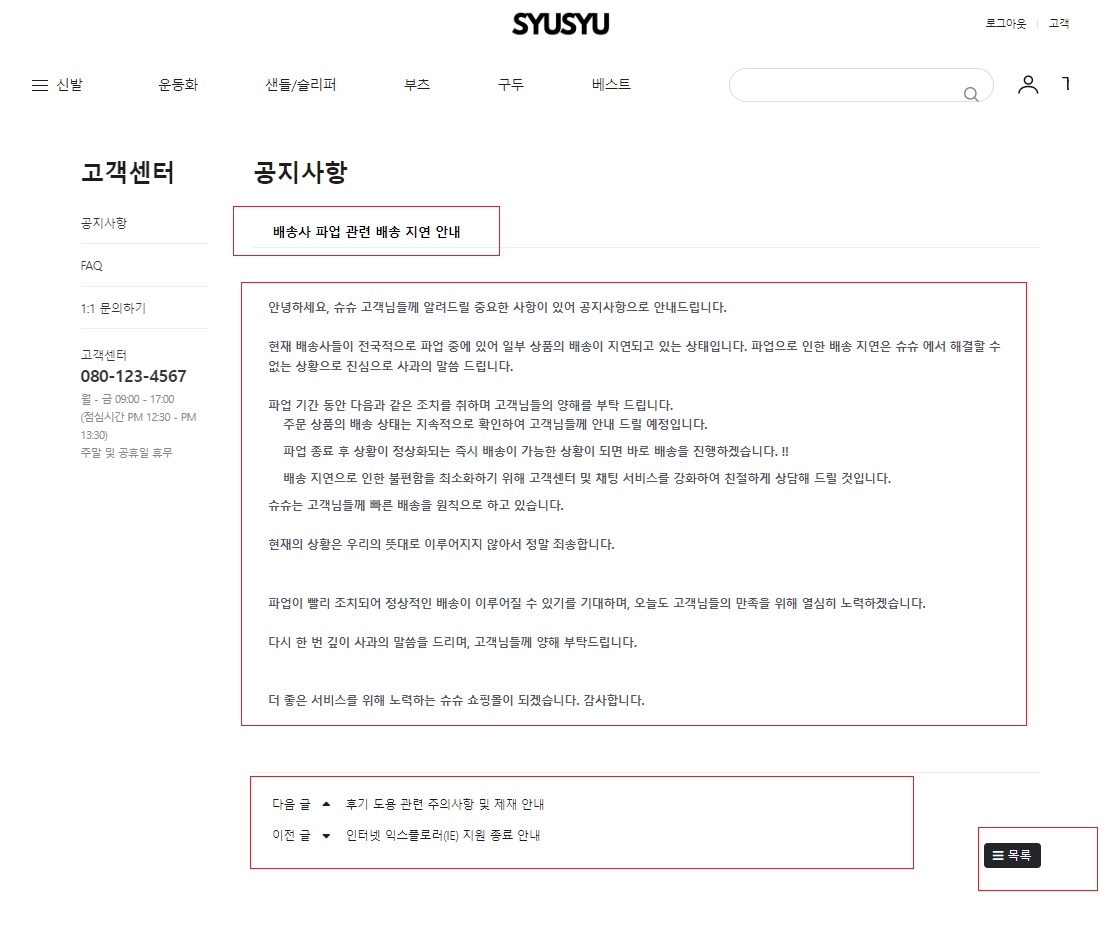 SYUSYU
로그아웃 고객
신발 운동화 샌들/슬리퍼 부츠 구두 베스트
고객센터
공지사항
FAQ
1:1 문의하기
고객센터
080-123-4567
월 - 금 09:00 - 17:00
(점심시간 PM 12:30 - PM
13:30)
주말 및 공휴일 휴무
공지사항
배송사 파업 관련 배송 지연 안내
안녕하세요, 슈슈 고객님들께 알려드릴 중요한 사항이 있어 공지사항으로 안내드립니다.
현재 배송사들이 전국적으로 파업 중에 있어 일부 상품의 배송이 지연되고 있는 상태입니다. 파업으로 인한 배송 지연은 슈슈 에서 해결할 수
없는 상황으로 진심으로 사과의 말씀 드립니다.
파업 기간 동안 다음과 같은 조치를 취하며 고객님들의 양해를 부탁 드립니다.
주문 상품의 배송 상태는 지속적으로 확인하여 고객님들께 안내 드릴 예정입니다.
파업 종료 후 상황이 정상화되는 즉시 배송이 가능한 상황이 되면 바로 배송을 진행하겠습니다. !!
배송 지연으로 인한 불편함을 최소화하기 위해 고객센터 및 채팅 서비스를 강화하여 친절하게 상담해 드릴 것입니다.
슈슈는 고객님들께 빠른 배송을 원칙으로 하고 있습니다.
현재의 상황은 우리의 뜻대로 이루어지지 않아서 정말 죄송합니다.
파업이 빨리 조치되어 정상적인 배송이 이루어질 수 있기를 기대하며, 오늘도 고객님들의 만족을 위해 열심히 노력하겠습니다.
다시 한 번 깊이 사과의 말씀을 드리며, 고객님들께 양해 부탁드립니다.
더 좋은 서비스를 위해 노력하는 슈슈 쇼핑몰이 되겠습니다. 감사합니다.
다음 글 ▲ 후기 도용 관련 주의사항 및 제재 안내
이전 글 ▼ 인터넷 익스플로러(IE) 지원 종료 안내
목록